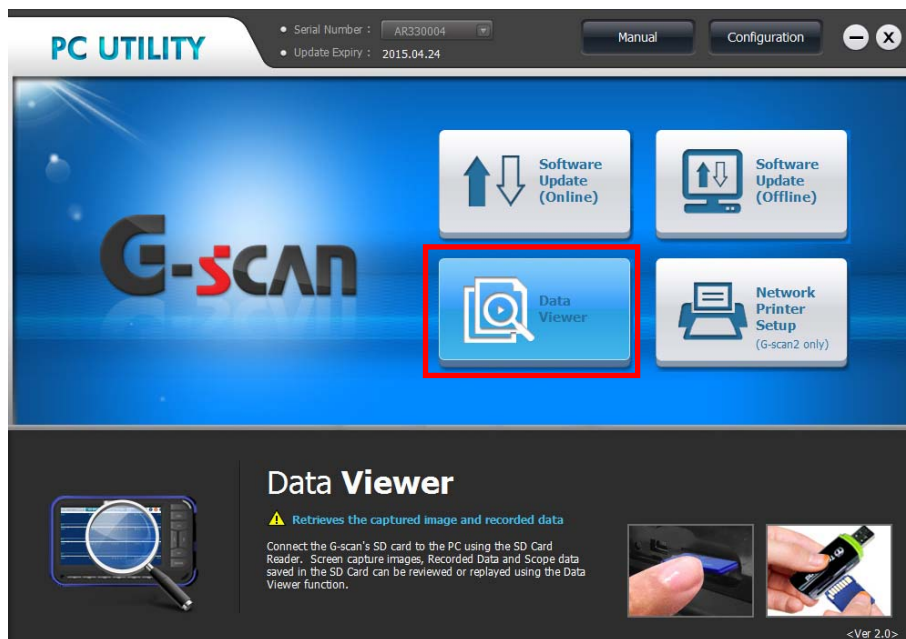 PC UTILITY
● Serial Number : AR330004
● Update Expiry : 2015.04.24
Manual
Configuration
G-scan
Software
Update
(Online)
Software
Update
(Offline)
Data
Viewer
Network
Printer
Setup
(G-scan2 only)
Data Viewer
Retrieves the captured image and recorded data
Connect the G-scan's SD card to the PC using the SD Card
Reader. Screen capture images, Recorded Data and Scope data
saved in the SD Card can be reviewed or replayed using the Data
Viewer function.
<Ver 2.0>